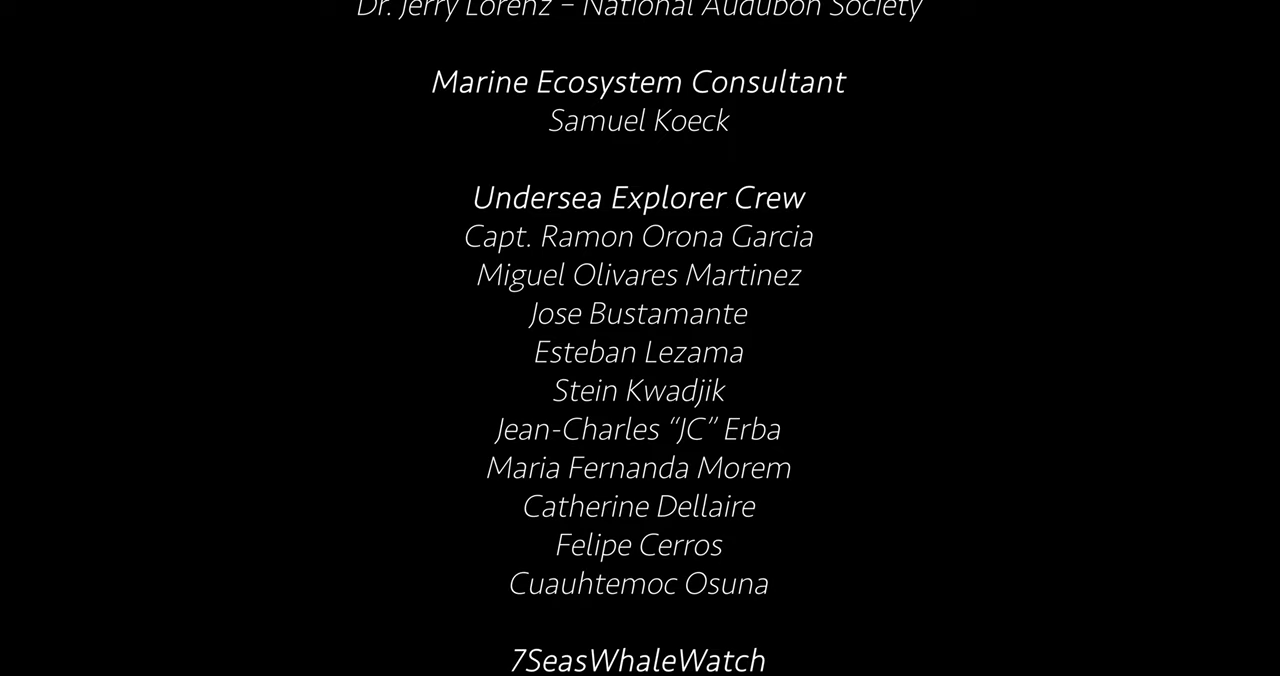 Dr. Jerry Lorenz – National Audubon Society
Marine Ecosystem Consultant
Samuel Koeck
Undersea Explorer Crew
Capt. Ramon Orona Garcia
Miguel Olivares Martinez
Jose Bustamante
Esteban Lezama
Stein Kwadjik
Jean-Charles “JC” Erba
Maria Fernanda Morem
Catherine Dellaire
Felipe Cerros
Cuauhtemoc Osuna
7SeasWhaleWatch